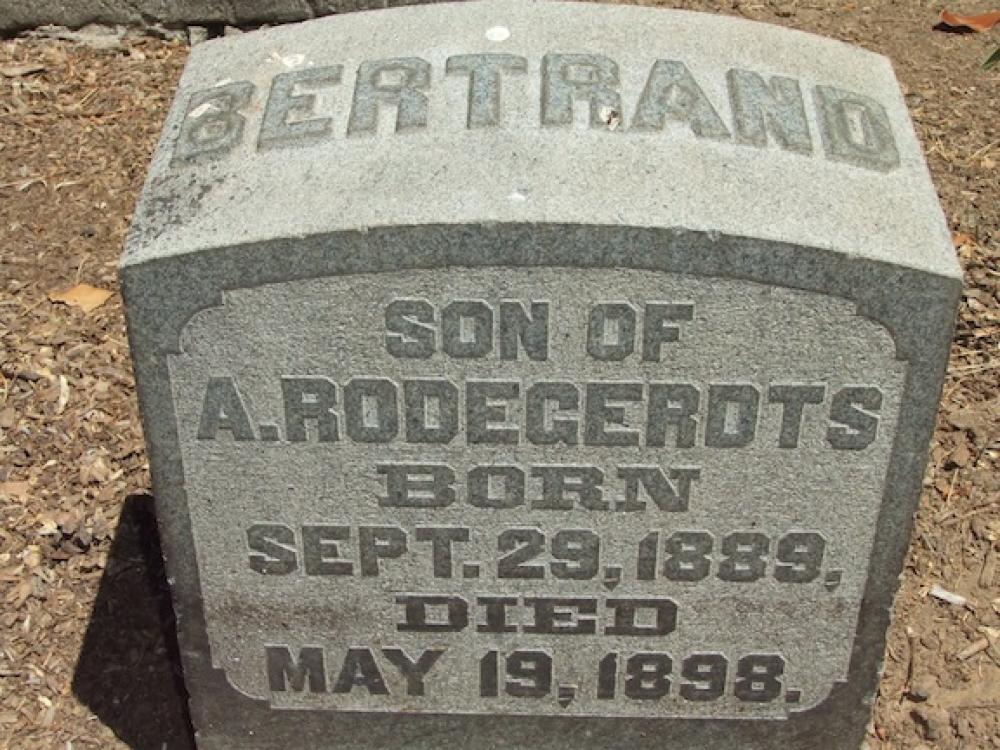 BERTRAND
SON OF
A. RODEGERDTS
BORN
SEPT. 29, 1889,
DIED
MAY 19, 1898.